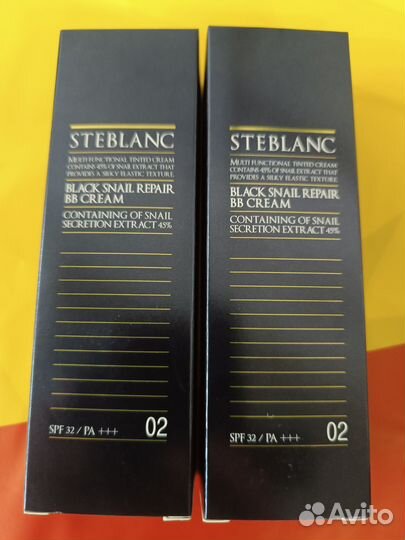 STEBLANC
MULTI FUNCTIONAL TINTED CREAM
CONTAINS 45% OF SNAIL EXTRACT THAT
PROVIDES A SILKY ELASTIC TEXTURE.
BLACK SNAIL REPAIR
BB CREAM
CONTAINING OF SNAIL
SECRETION EXTRACT 45%
SPF 32 / PA +++
02
STEBLANC
MULTI FUNCTIONAL TINTED CREAM
CONTAINS 45% OF SNAIL EXTRACT THAT
PROVIDES A SILKY ELASTIC TEXTURE.
BLACK SNAIL REPAIR
BB CREAM
CONTAINING OF SNAIL
SECRETION EXTRACT 45%
SPF 32 / PA +++
02
Avito